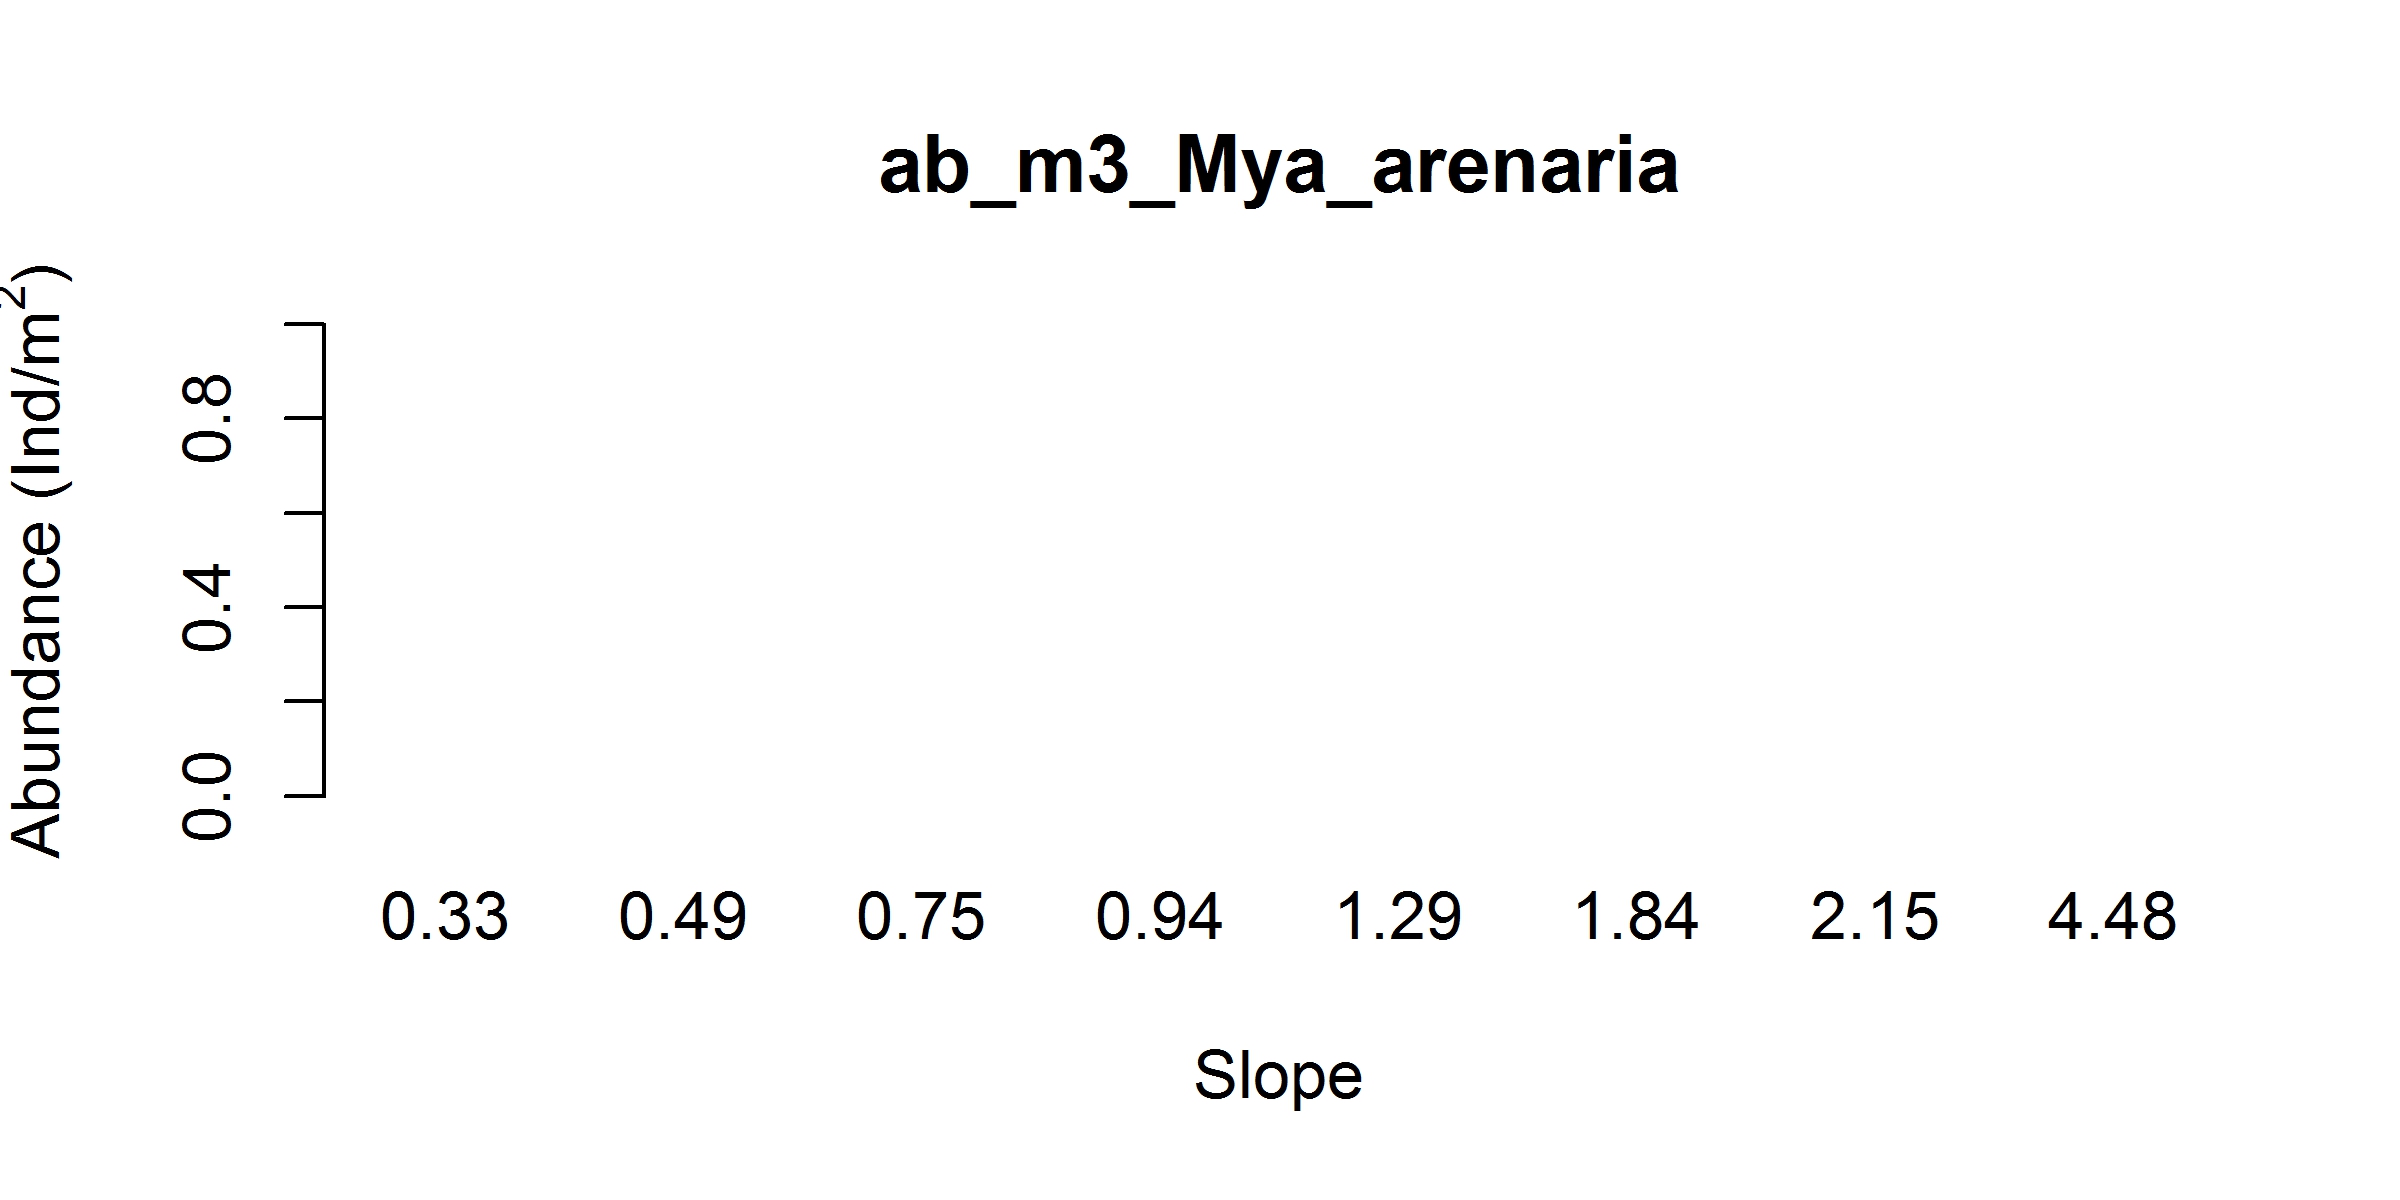 ab_m3_Mya_arenaria
Abundance (Ind/m²)
0.8
0.4
0.0
0.33 0.49 0.75 0.94 1.29 1.84 2.15 4.48
Slope